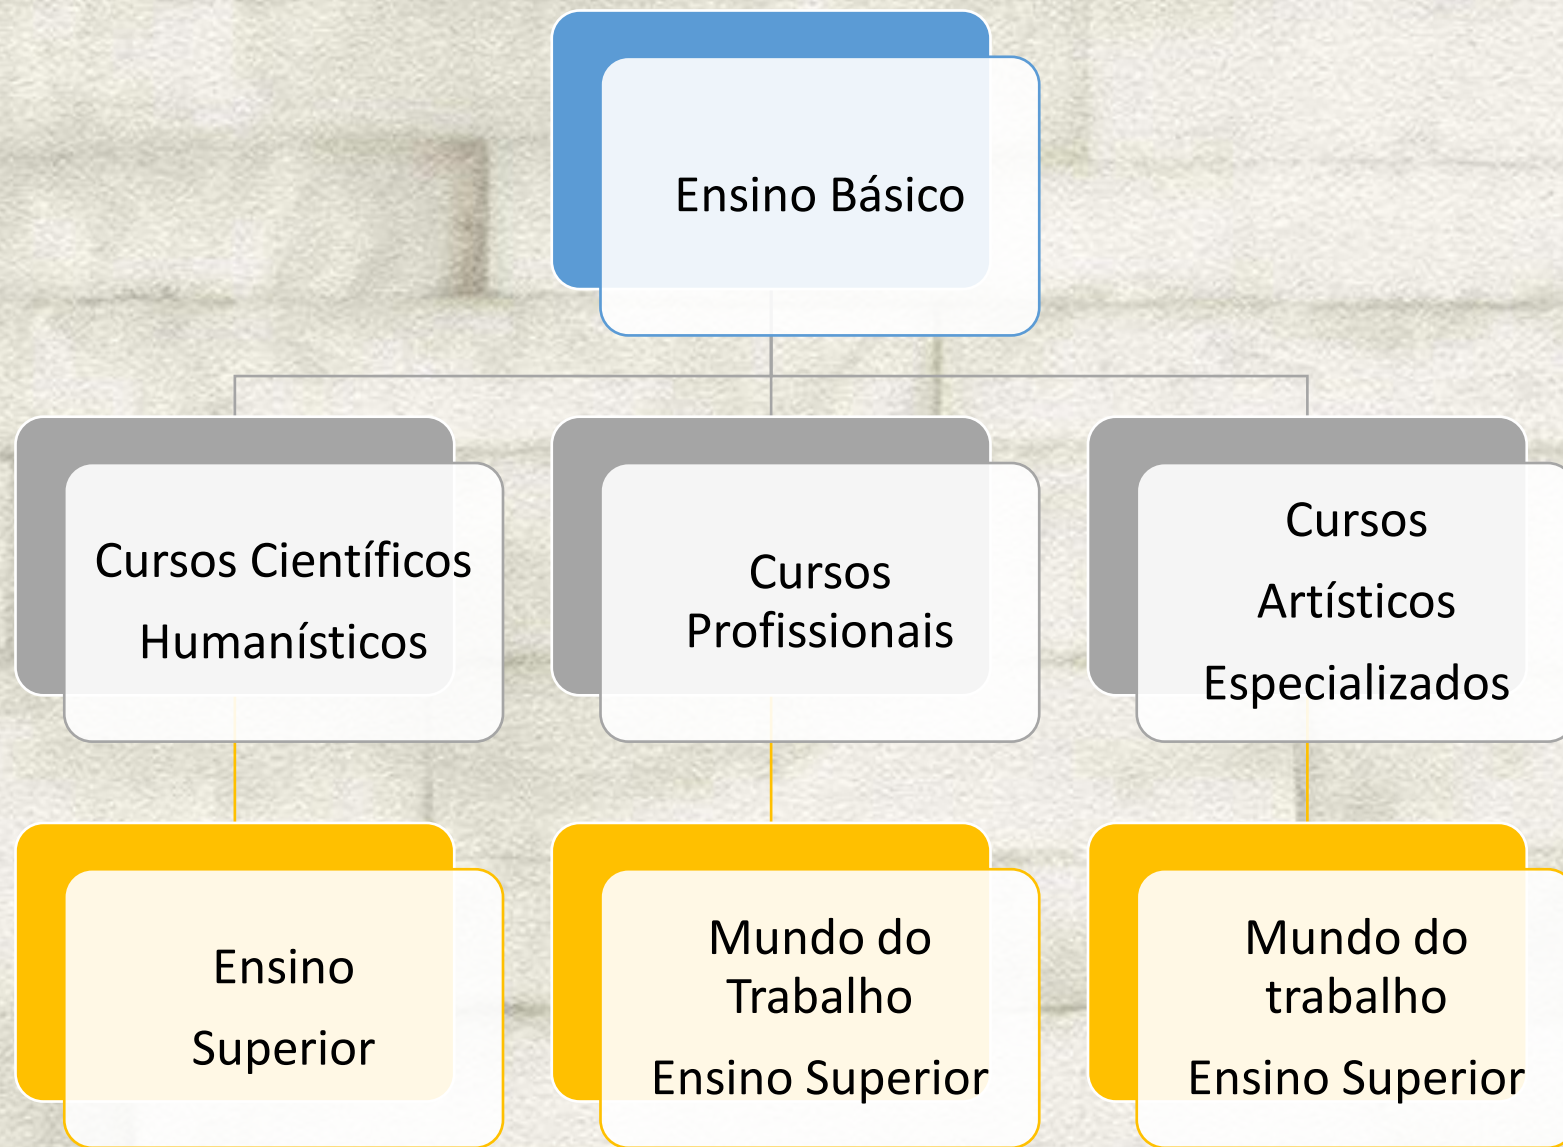 Ensino Básico
Cursos Científicos
Humanísticos
Cursos
Profissionais
Cursos
Artísticos
Especializados
Ensino
Superior
Mundo do
Trabalho
Ensino Superior
Mundo do
trabalho
Ensino Superior